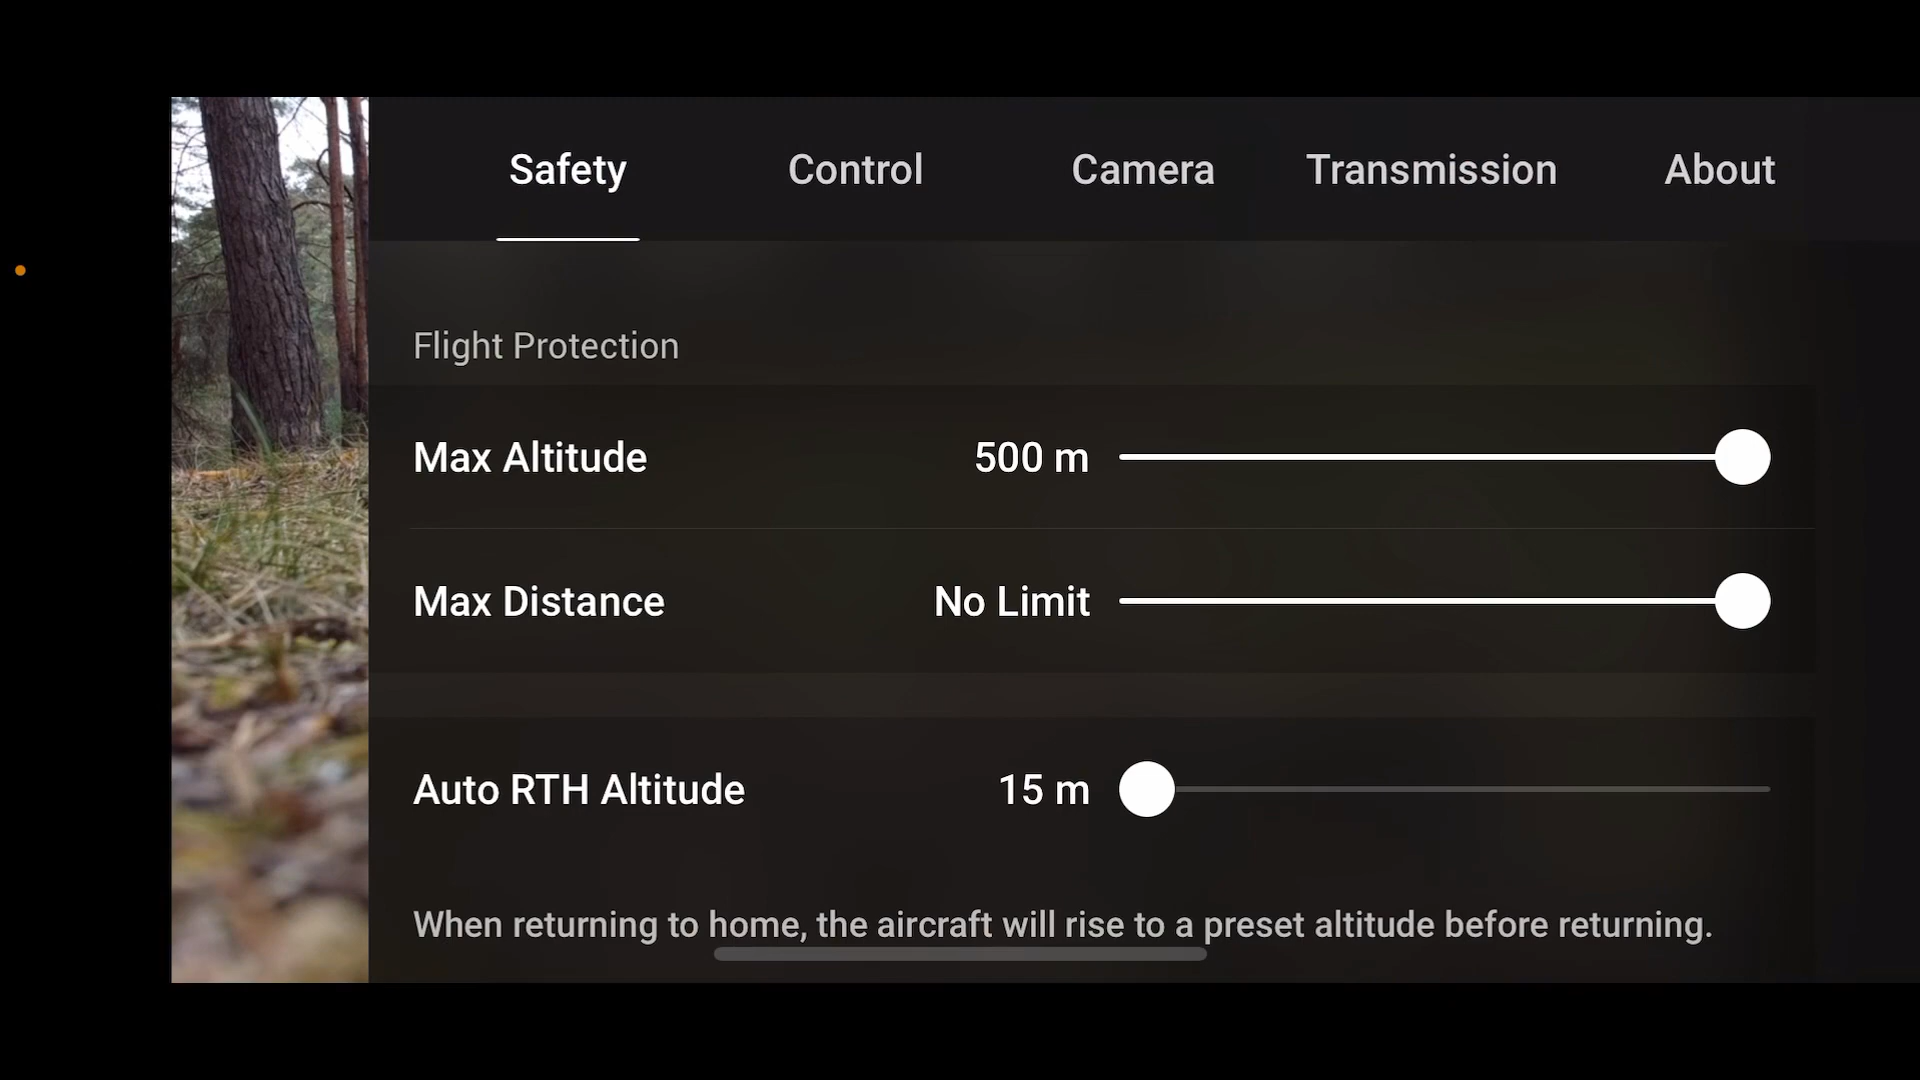 Safety Control Camera Transmission About
Flight Protection
Max Altitude 500 m
Max Distance No Limit
Auto RTH Altitude 15 m
When returning to home, the aircraft will rise to a preset altitude before returning.